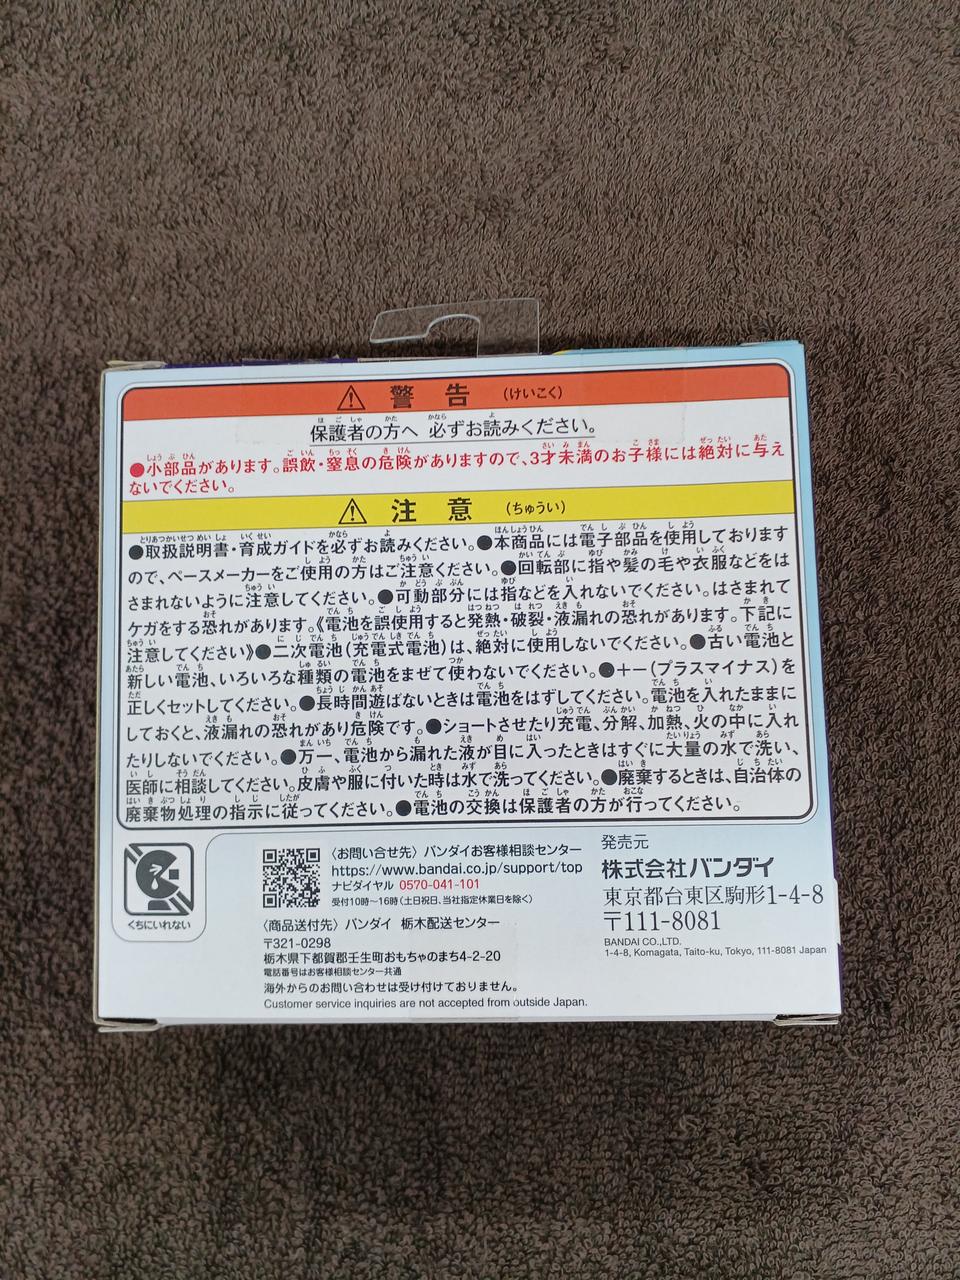 警告 (けいこく)
保護者の方へ 必ずお読みください。
●小部品があります。誤飲・窒息の危険がありますので、3才未満のお子様には絶対に与え
ないでください。
注意 (ちゅうい)
●取扱説明書・育成ガイドを必ずお読みください。●本商品には電子部品を使用しております
ので、ペースメーカーをご使用の方はご注意ください。●回転部に指や髪の毛や衣服などをは
さまれないように注意してください。●可動部分には指などを入れないでください。はさまれて
ケガをする恐れがあります。《電池を誤使用すると発熱・破裂・液漏れの恐れがあります。下記に
注意してください》●二次電池(充電式電池)は、絶対に使用しないでください。●古い電池と
新しい電池、いろいろな種類の電池をまぜて使わないでください。●+-(プラスマイナス)を
正しくセットしてください。●長時間遊ばないときは電池をはずしてください。電池を入れたままに
しておくと、液漏れの恐れがあり危険です。●ショートさせたり充電、分解、加熱、火の中に入れ
たりしないでください。●万一、電池から漏れた液が目に入ったときはすぐに大量の水で洗い、
医師に相談してください。皮膚や服に付いた時は水で洗ってください。●廃棄するときは、自治体の
廃棄物処理の指示に従ってください。●電池の交換は保護者の方が行ってください。
くちにいれない
〈お問い合せ先〉バンダイお客様相談センター
https://www.bandai.co.jp/support/top
ナビダイヤル 0570-041-101
受付10時〜16時(土日祝日、当社指定休業日を除く)
〈商品送付先〉バンダイ 栃木配送センター
〒321-0298
栃木県下都賀郡壬生町おもちゃのまち4-2-20
電話番号はお客様相談センター共通
海外からのお問い合わせは受け付けておりません。
Customer service inquiries are not accepted from outside Japan.
発売元
株式会社バンダイ
東京都台東区駒形1-4-8
〒111-8081
BANDAI CO.,LTD.
1-4-8, Komagata, Taito-ku, Tokyo, 111-8081 Japan